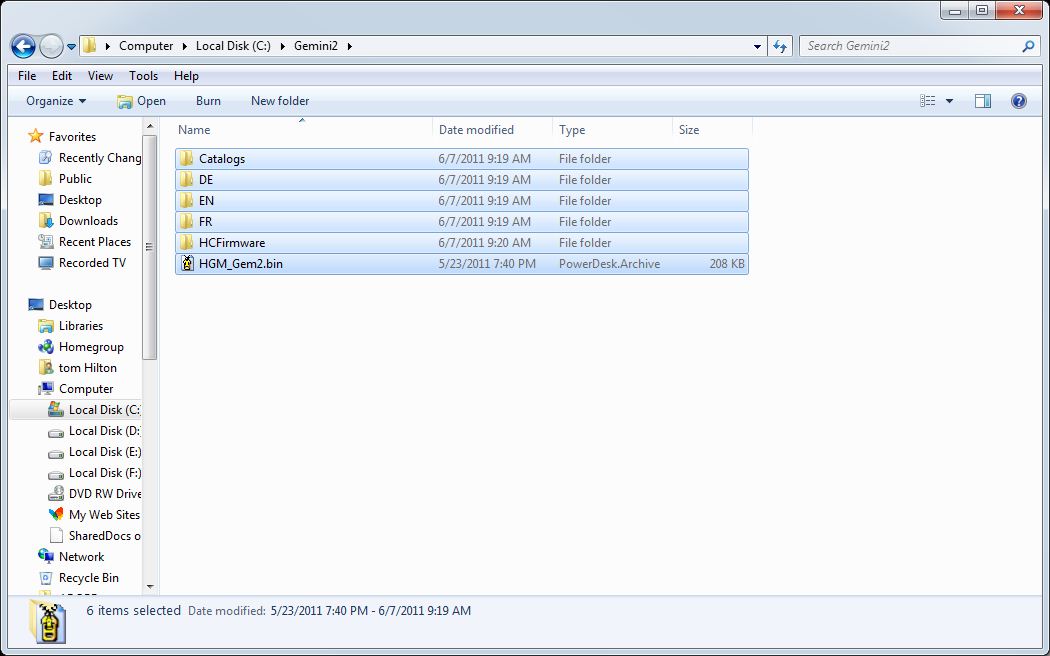 Computer Local Disk (C:) Gemini2 Search Gemini2
File Edit View Tools Help
Organize Open Burn New folder
Favorites
Recently Chang
Public
Desktop
Downloads
Recent Places
Recorded TV
Desktop
Libraries
Homegroup
tom Hilton
Computer
Local Disk (C:
Local Disk (D:
Local Disk (E:)
Local Disk (F:)
DVD RW Drive
My Web Sites
SharedDocs o
Network
Recycle Bin
Name Date modified Type Size
Catalogs 6/7/2011 9:19 AM File folder
DE 6/7/2011 9:19 AM File folder
EN 6/7/2011 9:19 AM File folder
FR 6/7/2011 9:19 AM File folder
HCFirmware 6/7/2011 9:20 AM File folder
HGM_Gem2.bin 5/23/2011 7:40 PM PowerDesk.Archive 208 KB
6 items selected Date modified: 5/23/2011 7:40 PM - 6/7/2011 9:19 AM